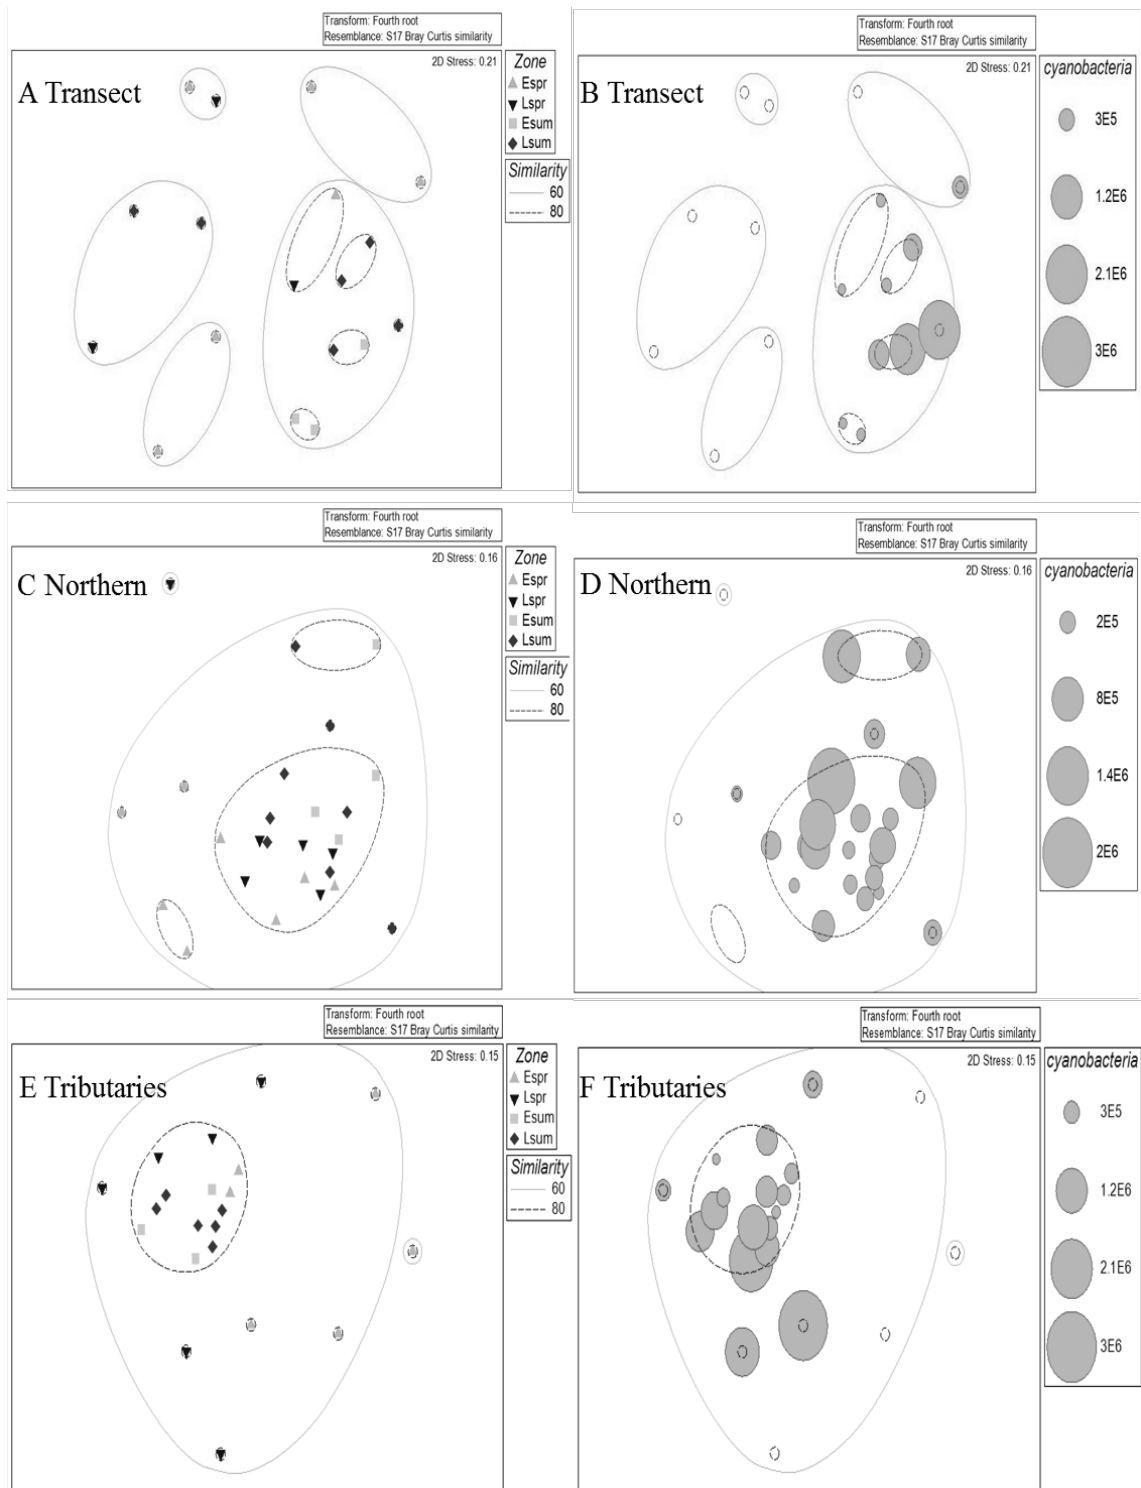 Transform: Fourth root
Resemblance: S17 Bray Curtis similarity
2D Stress: 0.21
A Transect
Zone
Espr
Lspr
Esum
Lsum
Similarity
60
80
Transform: Fourth root
Resemblance: S17 Bray Curtis similarity
2D Stress: 0.21
B Transect
cyanobacteria
3E5
1.2E6
2.1E6
3E6
Transform: Fourth root
Resemblance: S17 Bray Curtis similarity
2D Stress: 0.16
C Northern
Zone
Espr
Lspr
Esum
Lsum
Similarity
60
80
Transform: Fourth root
Resemblance: S17 Bray Curtis similarity
2D Stress: 0.16
D Northern
cyanobacteria
2E5
8E5
1.4E6
2E6
Transform: Fourth root
Resemblance: S17 Bray Curtis similarity
2D Stress: 0.15
E Tributaries
Zone
Espr
Lspr
Esum
Lsum
Similarity
60
80
Transform: Fourth root
Resemblance: S17 Bray Curtis similarity
2D Stress: 0.15
F Tributaries
cyanobacteria
3E5
1.2E6
2.1E6
3E6